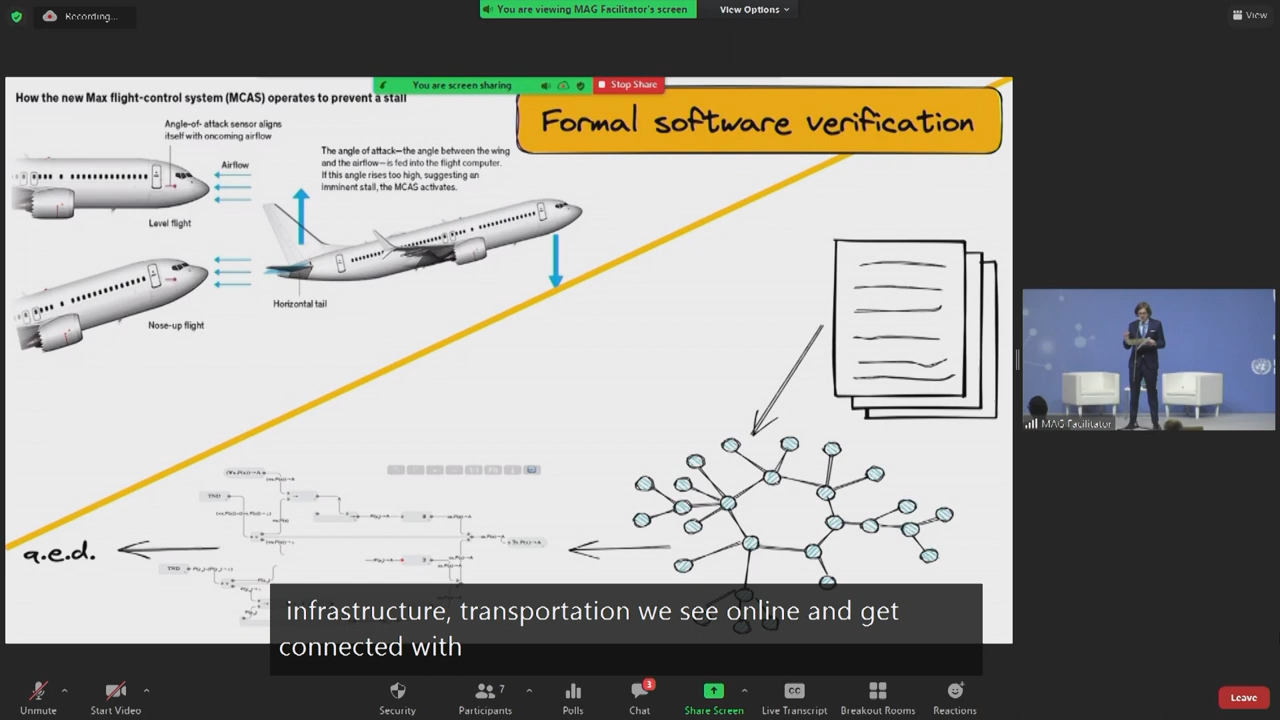 Recording...
You are viewing MAG Facilitator's screen
View Options
View
You are screen sharing
Stop Share
How the new Max flight-control system (MCAS) operates to prevent a stall
Formal software verification
Angle-of- attack sensor aligns
itself with oncoming airflow
Airflow
The angle of attack—the angle between the wing
and the airflow—is fed into the flight computer.
If this angle rises too high, suggesting an
imminent stall, the MCAS activates.
Level flight
Horizontal tail
Nose-up flight
MAG Facilitator
TND
TND
q.e.d.
infrastructure, transportation we see online and get
connected with
Unmute
Start Video
Security
Participants
7
Polls
Chat
3
Share Screen
CC
Live Transcript
Breakout Rooms
Reactions
Leave